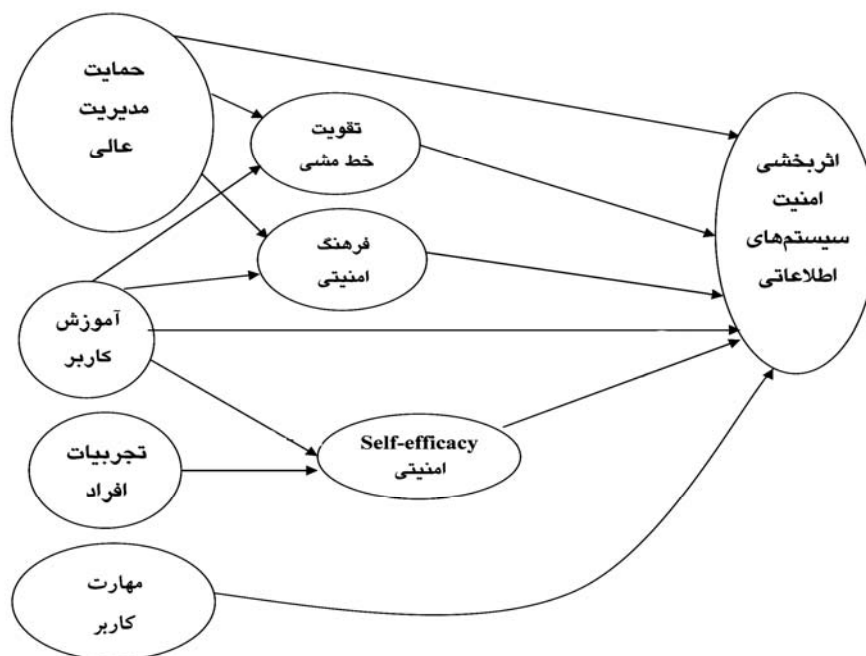 حمایت
مدیریت
عالی
تقویت
خط مشی
فرهنگ
امنیتی
اثربخشی
امنیت
سیستم‌های
اطلاعاتی
آموزش
کاربر
Self-efficacy
امنیتی
تجربیات
افراد
مهارت
کاربر